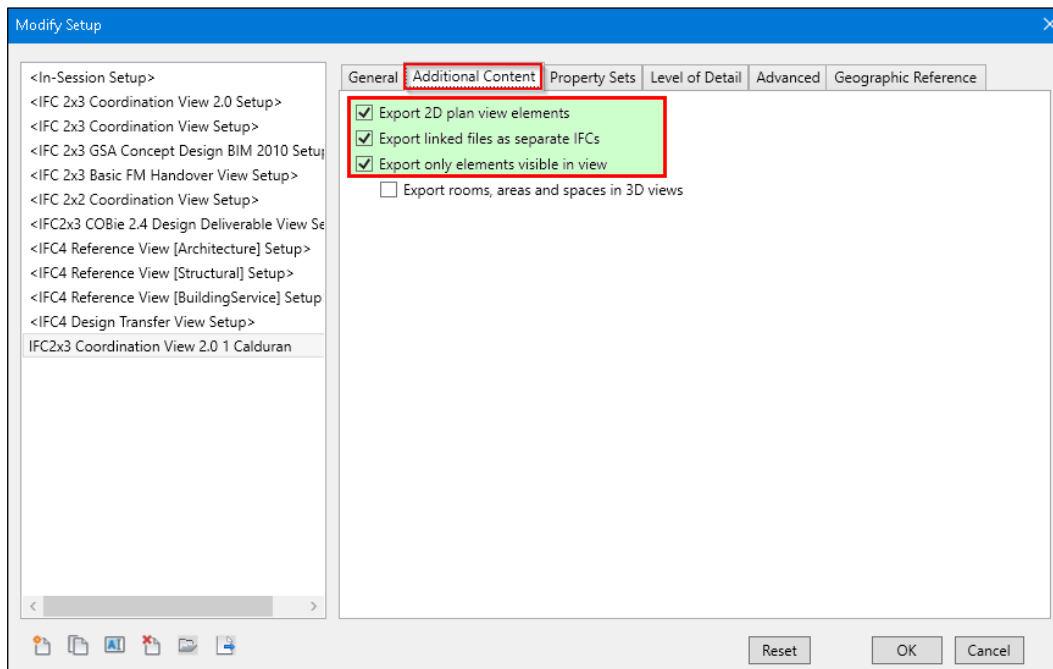 Modify Setup
<In-Session Setup>
<IFC 2x3 Coordination View 2.0 Setup>
<IFC 2x3 Coordination View Setup>
<IFC 2x3 GSA Concept Design BIM 2010 Setup
<IFC 2x3 Basic FM Handover View Setup>
<IFC 2x2 Coordination View Setup>
<IFC2x3 COBie 2.4 Design Deliverable View Se
<IFC4 Reference View [Architecture] Setup>
<IFC4 Reference View [Structural] Setup>
<IFC4 Reference View [BuildingService] Setup
<IFC4 Design Transfer View Setup>
IFC2x3 Coordination View 2.0 1 Calduran
General Additional Content Property Sets Level of Detail Advanced Geographic Reference
Export 2D plan view elements
Export linked files as separate IFCs
Export only elements visible in view
Export rooms, areas and spaces in 3D views
Reset OK Cancel